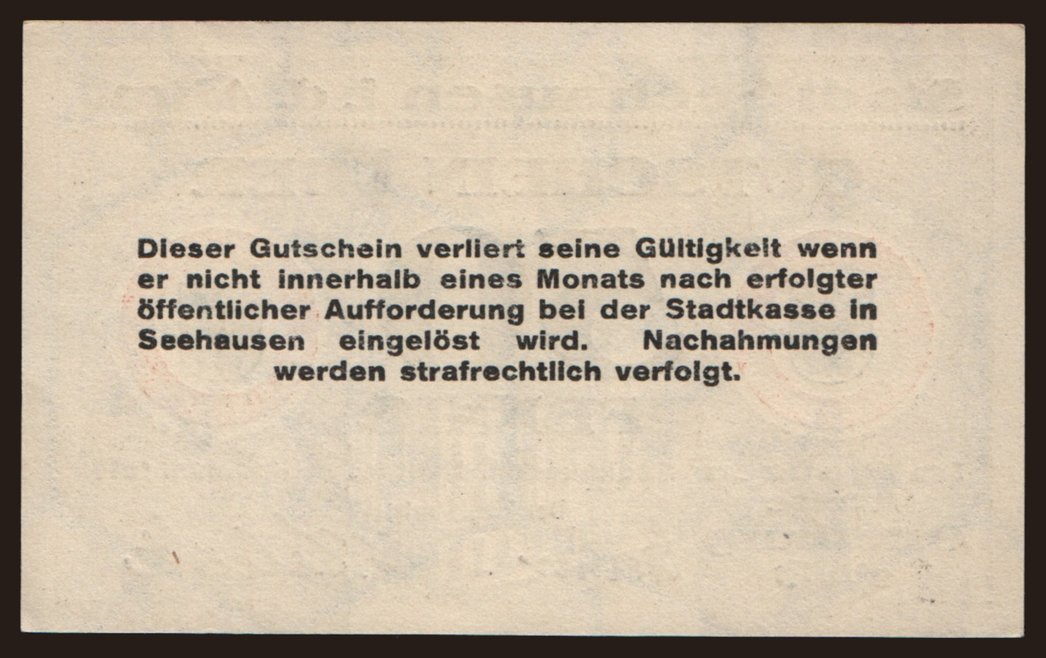 Dieser Gutschein verliert seine Gültigkeit wenn
er nicht innerhalb eines Monats nach erfolgter
öffentlicher Aufforderung bei der Stadtkasse in
Seehausen eingelöst wird. Nachahmungen
werden strafrechtlich verfolgt.